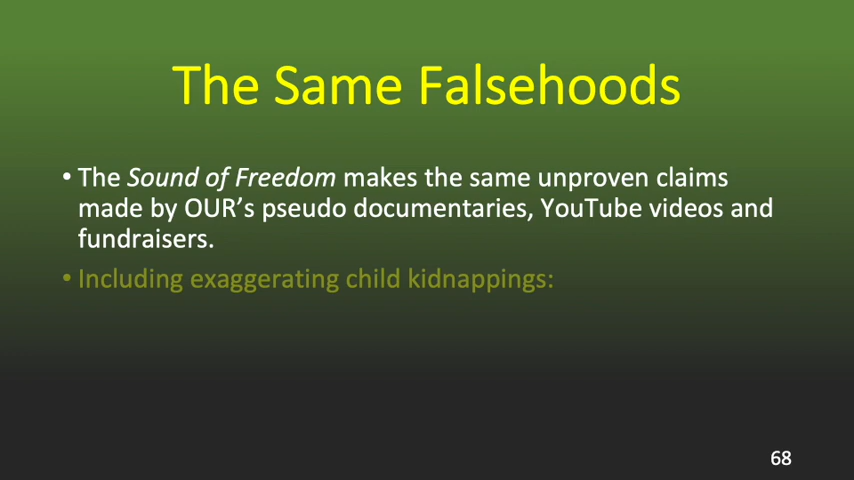 The Same Falsehoods
• The Sound of Freedom makes the same unproven claims
made by OUR’s pseudo documentaries, YouTube videos and
fundraisers.
• Including exaggerating child kidnappings:
68